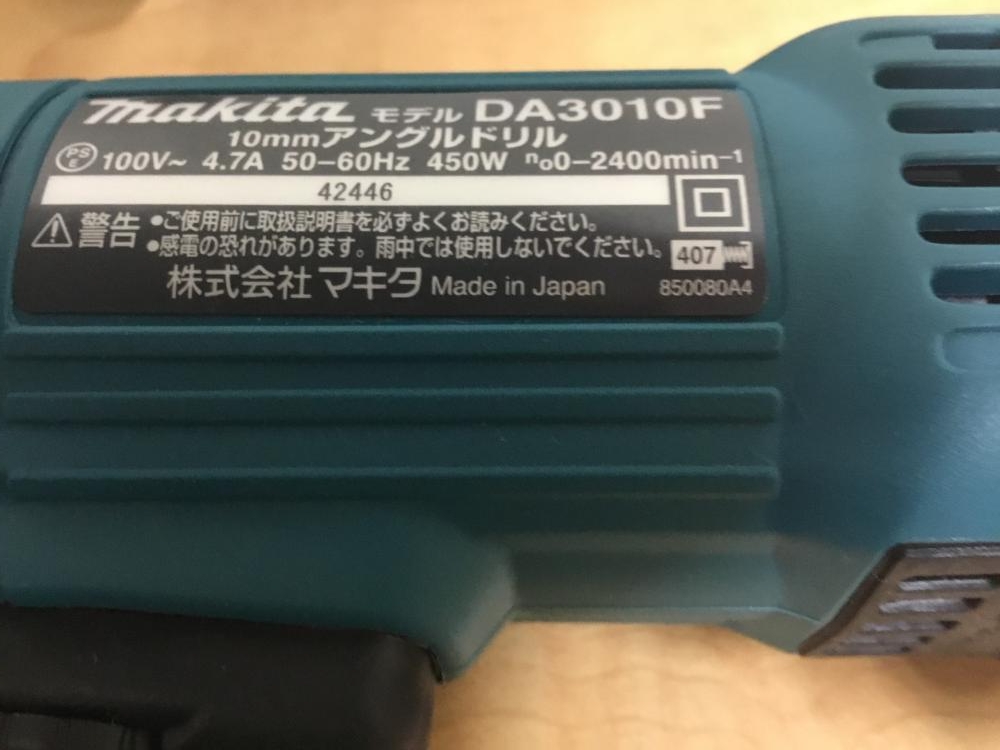 makita モデル DA3010F
10mmアングルドリル
PS E 100V~ 4.7A 50-60Hz 450W n₀0-2400min⁻¹
42446
警告 •ご使用前に取扱説明書を必ずよくお読みください。
•感電の恐れがあります。雨中では使用しないでください。
407
株式会社 マキタ Made in Japan 850080A4